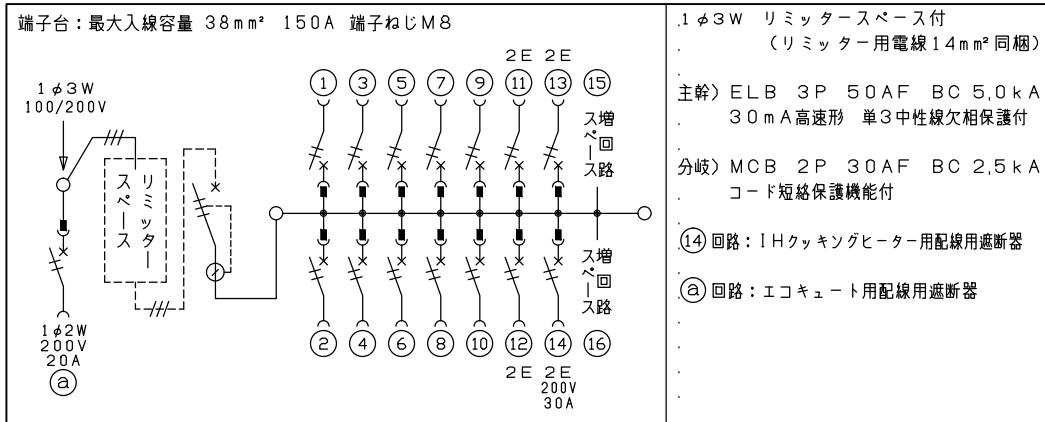 端子台：最大入線容量 38mm² 150A 端子ねじM8
1φ3W
100/200V
リミッター
スペース
1φ2W
200V
20A
ⓐ
2E 2E
① ③ ⑤ ⑦ ⑨ ⑪ ⑬ ⑮
増回路
スペース
増回路
スペース
② ④ ⑥ ⑧ ⑩ ⑫ ⑭ ⑯
2E 2E
200V
30A
1φ3W リミッタースペース付
（リミッター用電線14mm²同梱）
主幹）ELB 3P 50AF BC 5,0kA
30mA高速形 単3中性線欠相保護付
分岐）MCB 2P 30AF BC 2,5kA
コード短絡保護機能付
⑭回路：IHクッキングヒーター用配線用遮断器
ⓐ回路：エコキュート用配線用遮断器